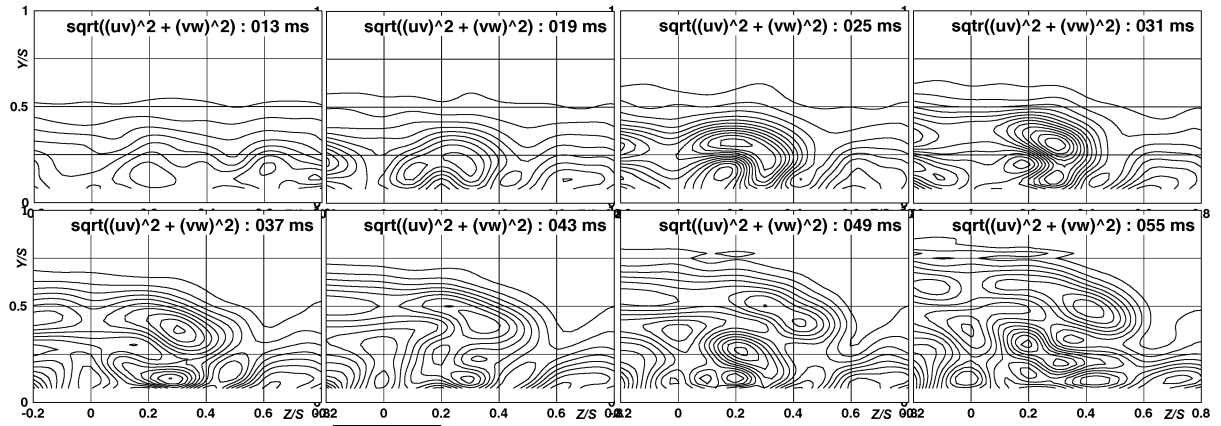 sqrt((uv)^2 + (vw)^2) : 013 ms
sqrt((uv)^2 + (vw)^2) : 019 ms
sqrt((uv)^2 + (vw)^2) : 025 ms
sqtr((uv)^2 + (vw)^2) : 031 ms
1
0.5
0
Y/S
sqrt((uv)^2 + (vw)^2) : 037 ms
sqrt((uv)^2 + (vw)^2) : 043 ms
sqrt((uv)^2 + (vw)^2) : 049 ms
sqrt((uv)^2 + (vw)^2) : 055 ms
Y/S
0.5
0
-0.2 0 0.2 0.4 0.6 Z/S
0 0.2 0.4 0.6 Z/S
0 0.2 0.4 0.6 Z/S
0 0.2 0.4 0.6 Z/S 0.8